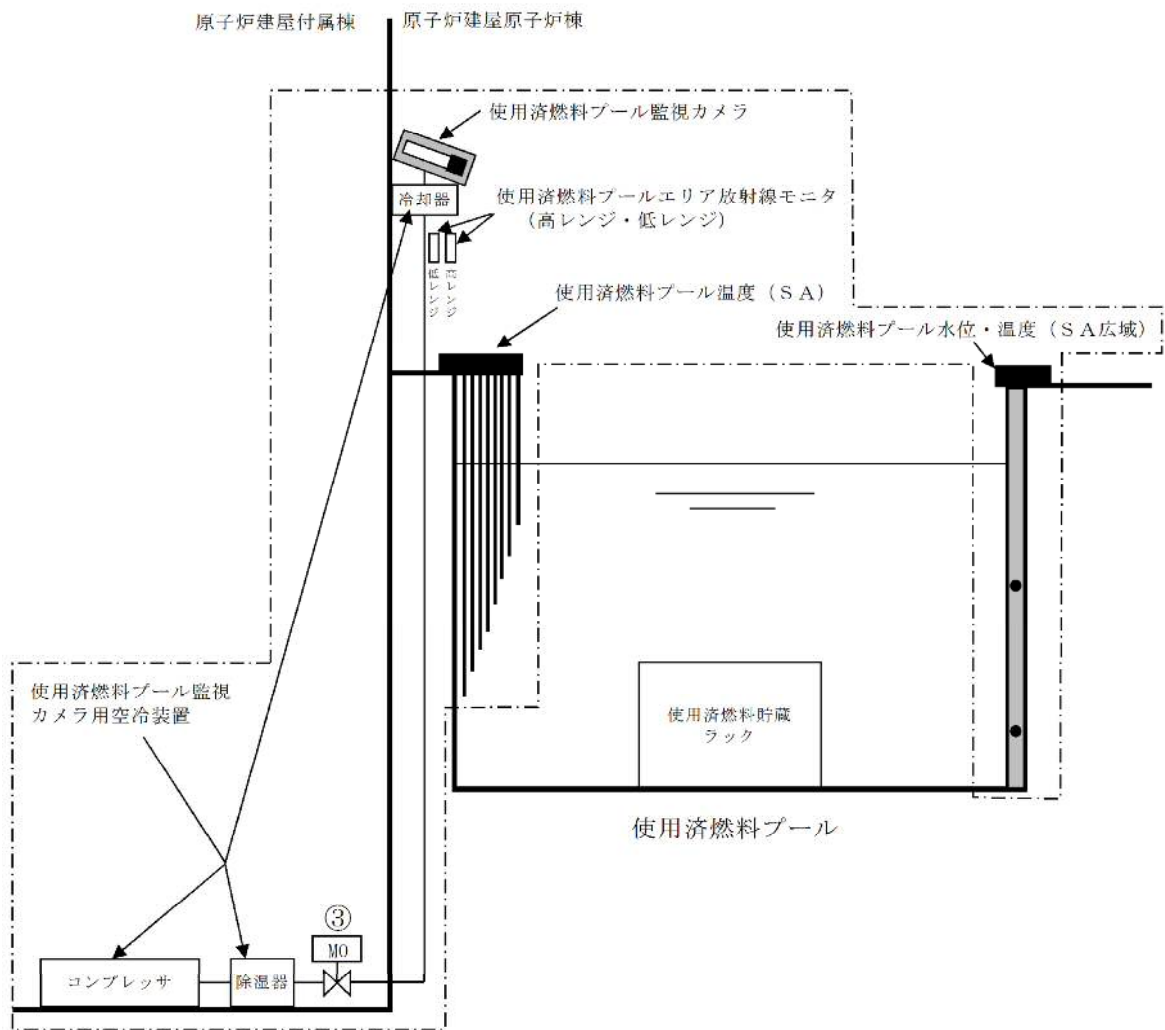 原子炉建屋付属棟
原子炉建屋原子炉棟
使用済燃料プール監視カメラ
冷却器
使用済燃料プールエリア放射線モニタ
（高レンジ・低レンジ）
低レンジ
高レンジ
使用済燃料プール温度（ＳＡ）
使用済燃料プール水位・温度（ＳＡ広域）
使用済燃料プール監視
カメラ用空冷装置
使用済燃料貯蔵
ラック
使用済燃料プール
③
MO
コンプレッサ
除湿器